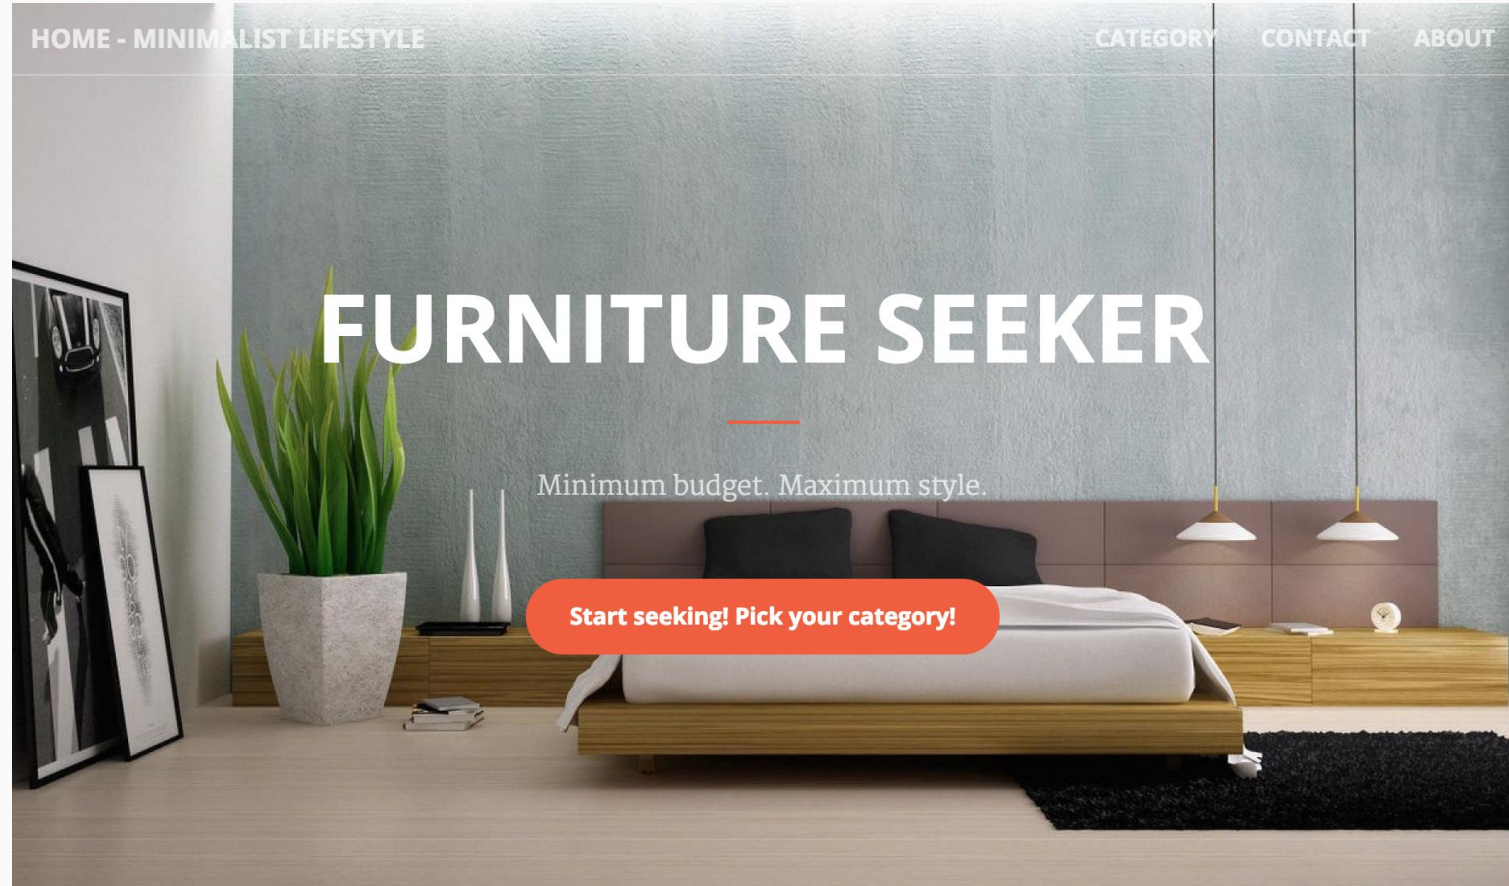 HOME - MINIMALIST LIFESTYLE CATEGORY CONTACT ABOUT
FURNITURE SEEKER
Minimum budget. Maximum style.
Start seeking! Pick your category!